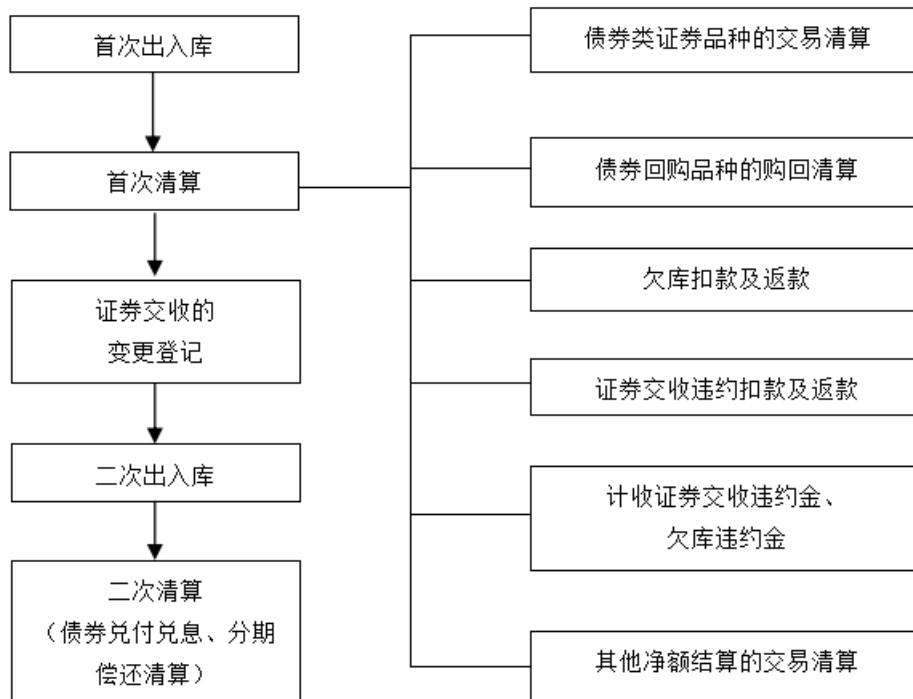 首次出入库
首次清算
证券交收的
变更登记
二次出入库
二次清算
（债券兑付兑息、分期
偿还清算）
债券类证券品种的交易清算
债券回购品种的购回清算
欠库扣款及返款
证券交收违约扣款及返款
计收证券交收违约金、
欠库违约金
其他净额结算的交易清算